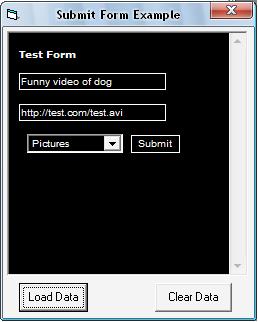 Submit Form Example
Test Form
Funny video of dog
http://test.com/test.avi
Pictures Submit
Load Data Clear Data